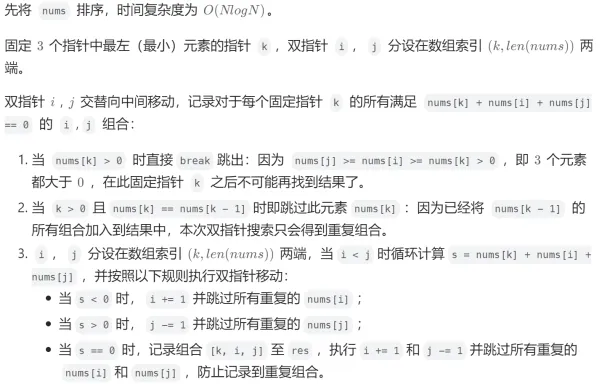 先将 nums 排序，时间复杂度为 O(NlogN)。
固定 3 个指针中最左（最小）元素的指针 k，双指针 i，j 分设在数组索引 (k, len(nums)) 两
端。
双指针 i , j 交替向中间移动，记录对于每个固定指针 k 的所有满足 nums[k] + nums[i] + nums[j]
== 0 的 i , j 组合：
1. 当 nums[k] > 0 时直接 break 跳出：因为 nums[j] >= nums[i] >= nums[k] > 0，即 3 个元素
都大于 0 ，在此固定指针 k 之后不可能再找到结果了。
2. 当 k > 0 且 nums[k] == nums[k - 1] 时即跳过此元素 nums[k]：因为已经将 nums[k - 1] 的
所有组合加入到结果中，本次双指针搜索只会得到重复组合。
3. i，j 分设在数组索引 (k, len(nums)) 两端，当 i < j 时循环计算 s = nums[k] + nums[i] +
nums[j]，并按照以下规则执行双指针移动：
• 当 s < 0 时，i += 1 并跳过所有重复的 nums[i]；
• 当 s > 0 时，j -= 1 并跳过所有重复的 nums[j]；
• 当 s == 0 时，记录组合 [k, i, j] 至 res，执行 i += 1 和 j -= 1 并跳过所有重复的
nums[i] 和 nums[j]，防止记录到重复组合。